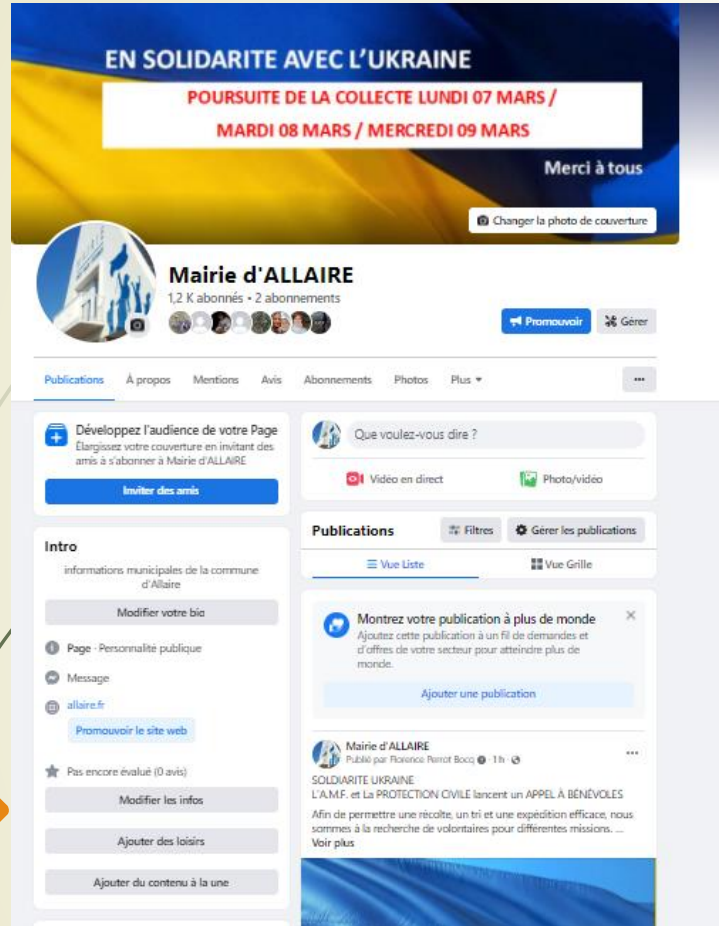 EN SOLIDARITE AVEC L'UKRAINE
POURSUITE DE LA COLLECTE LUNDI 07 MARS /
MARDI 08 MARS / MERCREDI 09 MARS
Merci à tous
Changer la photo de couverture
Mairie d'ALLAIRE
1,2 K abonnés • 2 abonnements
Promouvoir
Gérer
Publications
À propos
Mentions
Avis
Abonnements
Photos
Plus
Développez l'audience de votre Page
Élargissez votre couverture en invitant des
amis à s'abonner à Mairie d'ALLAIRE
Inviter des amis
Intro
informations municipales de la commune
d'Allaire
Modifier votre bio
Page · Personnalité publique
Message
allaire.fr
Promouvoir le site web
Pas encore évalué (0 avis)
Modifier les infos
Ajouter des loisirs
Ajouter du contenu à la une
Que voulez-vous dire ?
Vidéo en direct
Photo/vidéo
Publications
Filtres
Gérer les publications
Vue Liste
Vue Grille
Montrez votre publication à plus de monde
Ajoutez cette publication à un fil de demandes et
d'offres de votre secteur pour atteindre plus de
monde.
Ajouter une publication
Mairie d'ALLAIRE
Publié par Florence Perrot Bocq · 1 h ·
SOLDIARITE UKRAINE
L'A.M.F. et La PROTECTION CIVILE lancent un APPEL À BÉNÉVOLES
Afin de permettre une récolte, un tri et une expédition efficace, nous
sommes à la recherche de volontaires pour différentes missions. ...
Voir plus